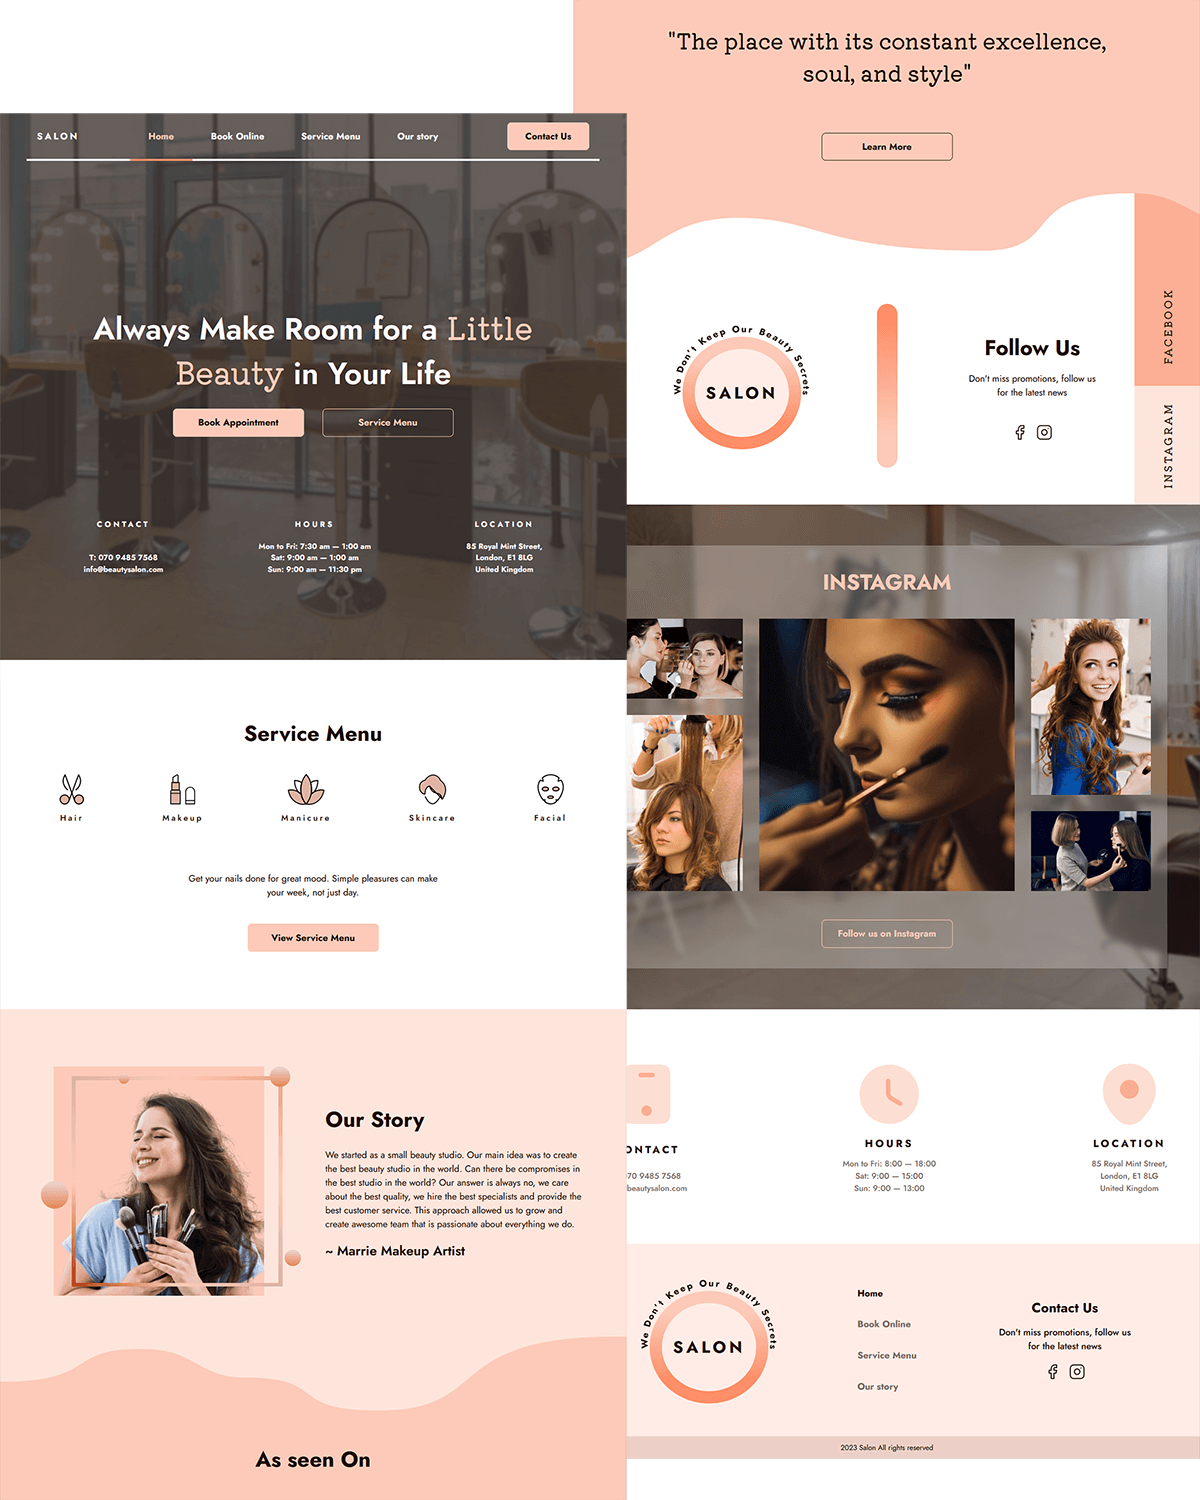 SALON
Home
Book Online
Service Menu
Our story
Contact Us
Always Make Room for a Little
Beauty in Your Life
Book Appointment
Service Menu
CONTACT
T: 070 9485 7568
info@beautysalon.com
HOURS
Mon to Fri: 7:30 am — 1:00 am
Sat: 9:00 am — 1:00 am
Sun: 9:00 am — 11:30 pm
LOCATION
85 Royal Mint Street,
London, E1 8LG
United Kingdom
Service Menu
Hair
Makeup
Manicure
Skincare
Facial
Get your nails done for great mood. Simple pleasures can make
your week, not just day.
View Service Menu
Our Story
We started as a small beauty studio. Our main idea was to create
the best beauty studio in the world. Can there be compromises in
the best studio in the world? Our answer is always no, we care
about the best quality, we hire the best specialists and provide the
best customer service. This approach allowed us to grow and
create awesome team that is passionate about everything we do.
~ Marrie Makeup Artist
As seen On
"The place with its constant excellence,
soul, and style"
Learn More
We Don't Keep Our Beauty Secrets
SALON
Follow Us
Don't miss promotions, follow us
for the latest news
FACEBOOK
INSTAGRAM
INSTAGRAM
Follow us on Instagram
ONTACT
70 9485 7568
beautysalon.com
HOURS
Mon to Fri: 8:00 — 18:00
Sat: 9:00 — 15:00
Sun: 9:00 — 13:00
LOCATION
85 Royal Mint Street,
London, E1 8LG
United Kingdom
We Don't Keep Our Beauty Secrets
SALON
Home
Book Online
Service Menu
Our story
Contact Us
Don't miss promotions, follow us
for the latest news
2023 Salon All rights reserved